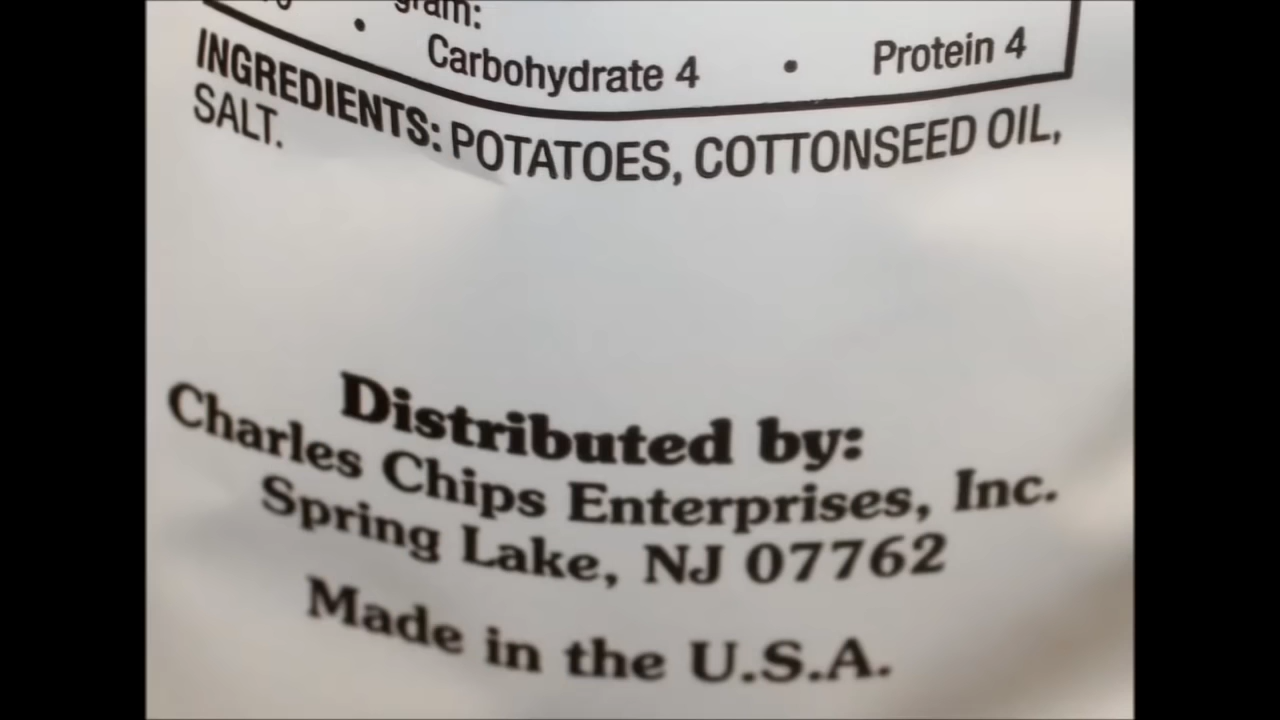 gram:
• Carbohydrate 4 • Protein 4
INGREDIENTS: POTATOES, COTTONSEED OIL,
SALT.
Distributed by:
Charles Chips Enterprises, Inc.
Spring Lake, NJ 07762
Made in the U.S.A.